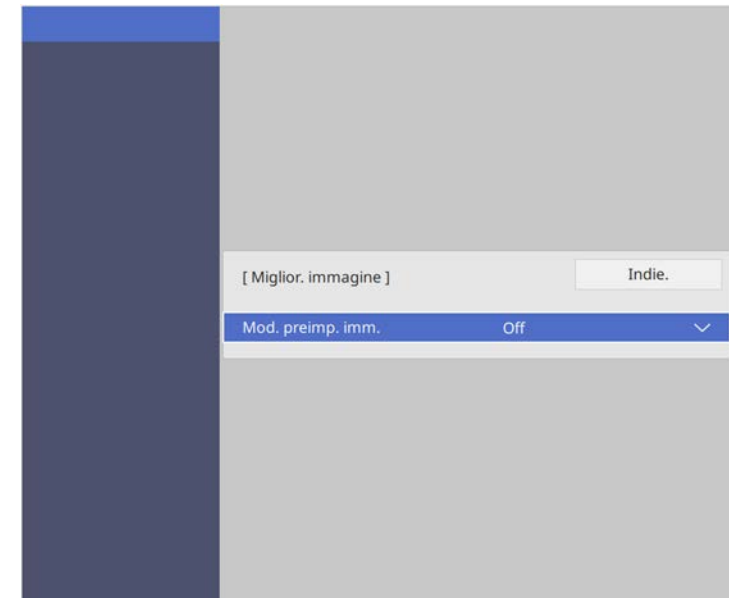 [ Miglior. immagine ] Indie.
Mod. preimp. imm. Off